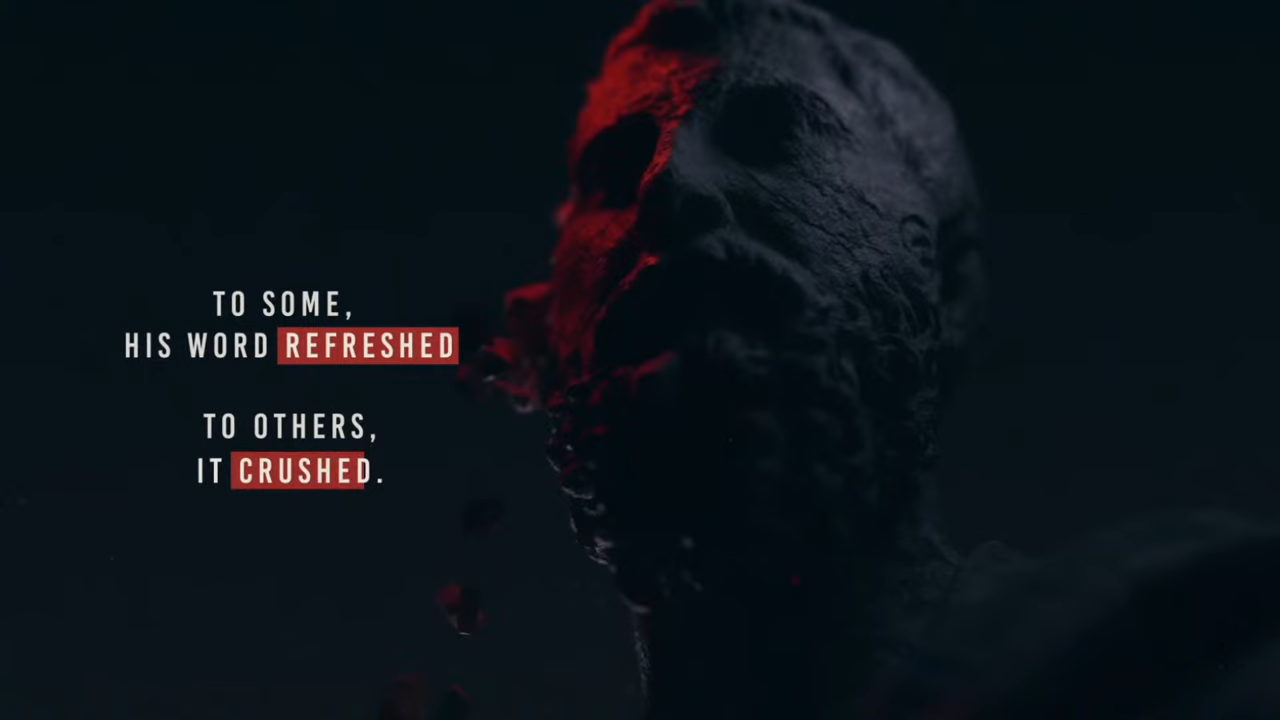 TO SOME,
HIS WORD REFRESHED
TO OTHERS,
IT CRUSHED.